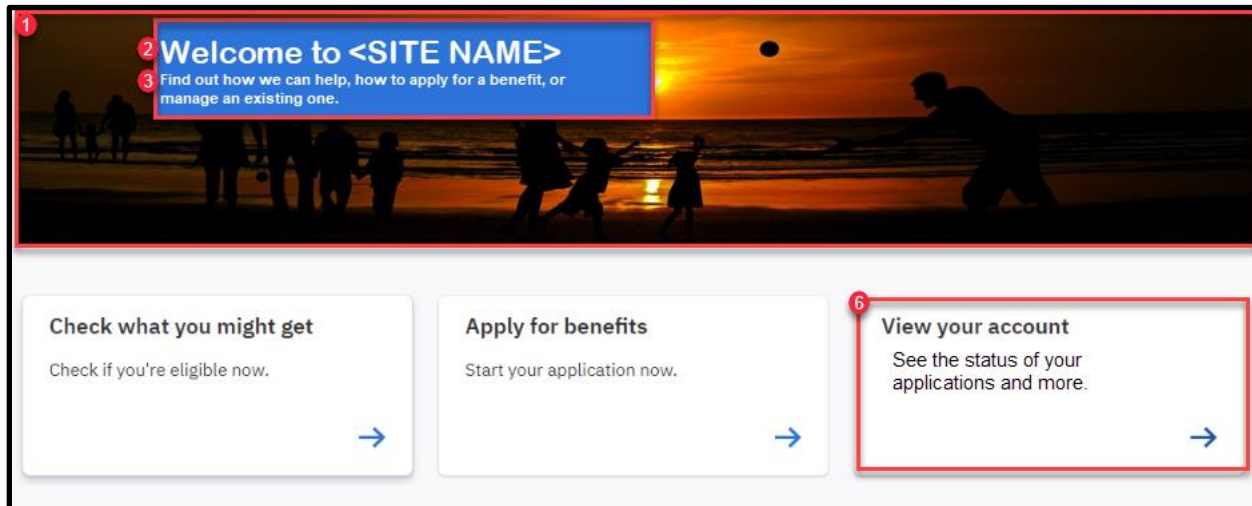 1
2 Welcome to <SITE NAME>
3 Find out how we can help, how to apply for a benefit, or
manage an existing one.
Check what you might get
Check if you're eligible now.
Apply for benefits
Start your application now.
6
View your account
See the status of your
applications and more.